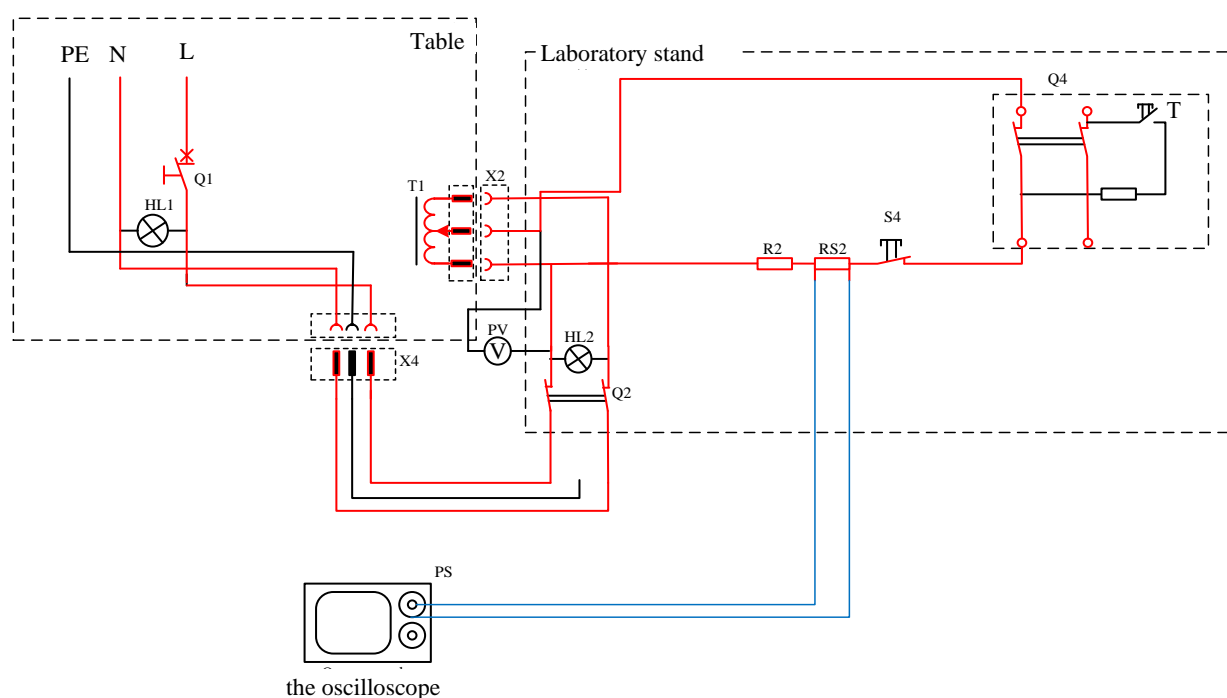 Table
PE N L
Laboratory stand
Q4
T
Q1
T1
X2
HL1
S4
R2
RS2
PV
V
HL2
X4
Q2
PS
the oscilloscope